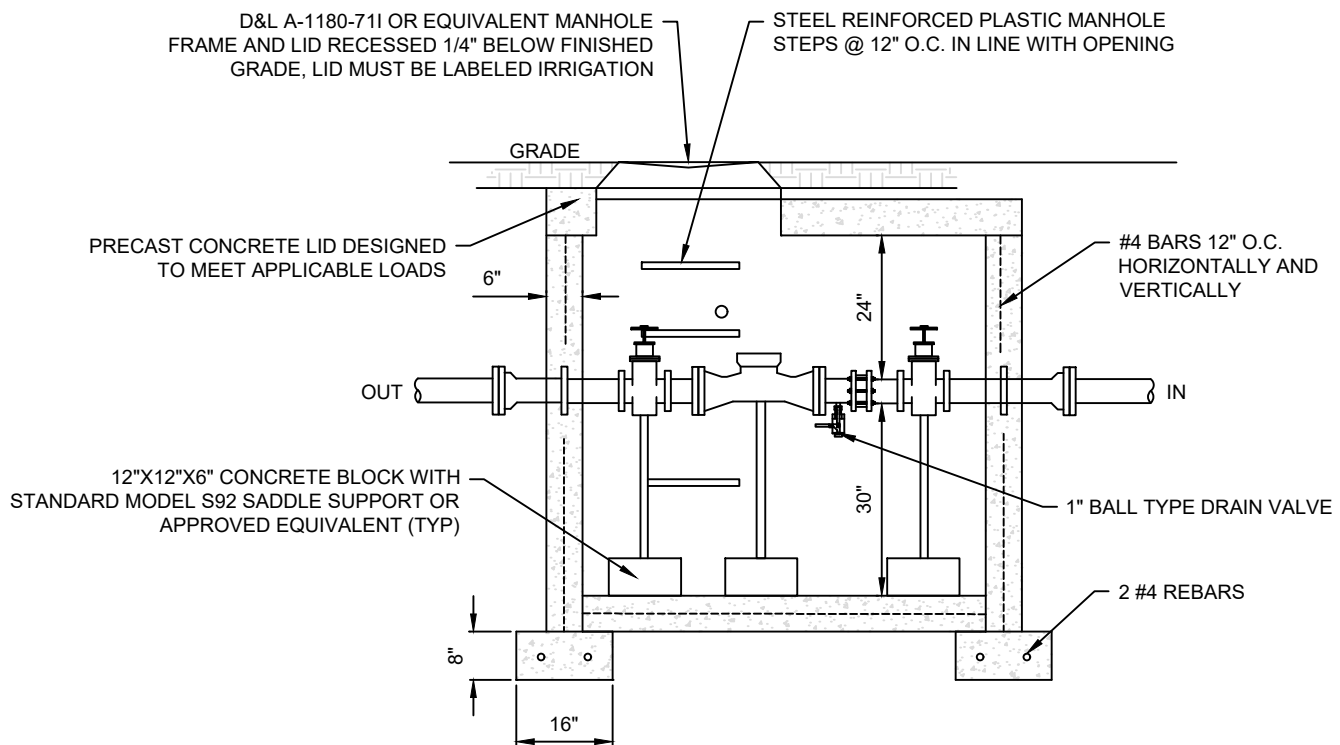 D&L A-1180-71I OR EQUIVALENT MANHOLE
FRAME AND LID RECESSED 1/4" BELOW FINISHED
GRADE, LID MUST BE LABELED IRRIGATION
STEEL REINFORCED PLASTIC MANHOLE
STEPS @ 12" O.C. IN LINE WITH OPENING
GRADE
PRECAST CONCRETE LID DESIGNED
TO MEET APPLICABLE LOADS
6"
24"
#4 BARS 12" O.C.
HORIZONTALLY AND
VERTICALLY
OUT
IN
12"X12"X6" CONCRETE BLOCK WITH
STANDARD MODEL S92 SADDLE SUPPORT OR
APPROVED EQUIVALENT (TYP)
30"
1" BALL TYPE DRAIN VALVE
2 #4 REBARS
8"
16"